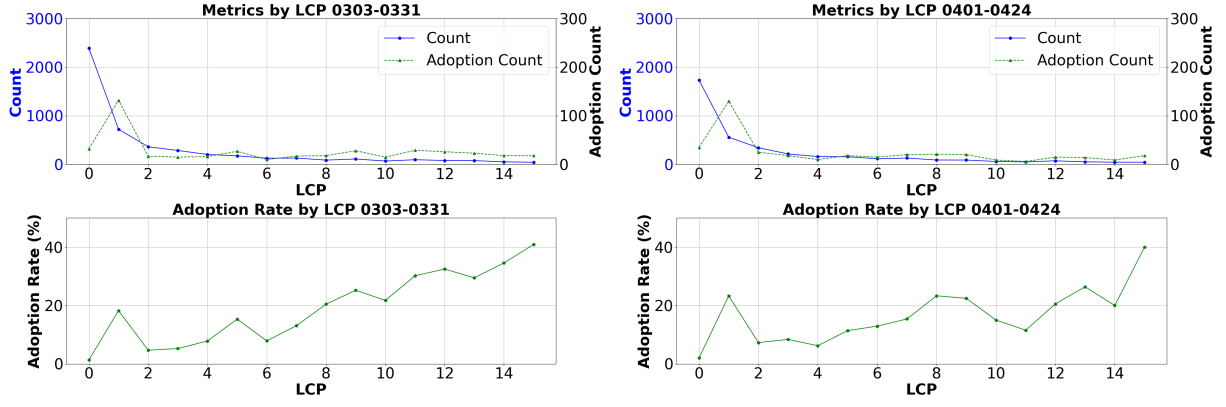 Metrics by LCP 0303-0331
3000
2000
1000
0
Count
300
200
100
0
Adoption Count
Count
Adoption Count
0 2 4 6 8 10 12 14
LCP
Metrics by LCP 0401-0424
3000
2000
1000
0
Count
300
200
100
0
Adoption Count
Count
Adoption Count
0 2 4 6 8 10 12 14
LCP
Adoption Rate by LCP 0303-0331
40
20
0
Adoption Rate (%)
0 2 4 6 8 10 12 14
LCP
Adoption Rate by LCP 0401-0424
40
20
0
Adoption Rate (%)
0 2 4 6 8 10 12 14
LCP